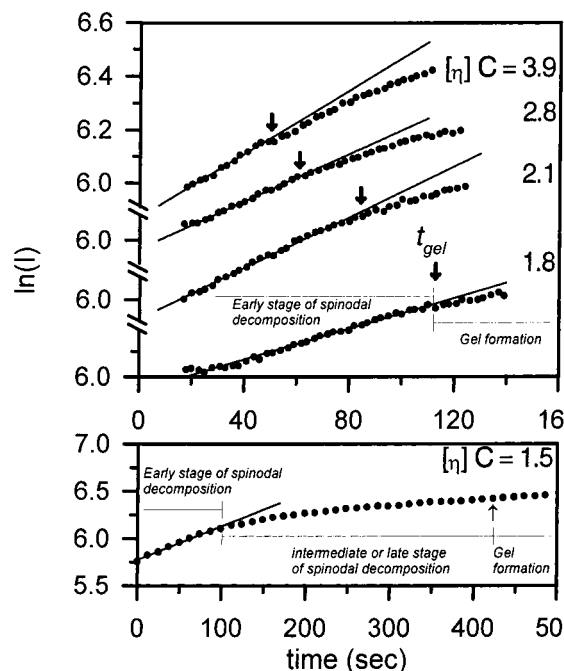 6.6
[η] C = 3.9
6.4
2.8
6.2
2.1
6.0
6.0
t_gel
1.8
ln(I)
6.0
Early stage of spinodal
decomposition
Gel formation
6.0
0 40 80 120 16
7.0
[η] C = 1.5
Early stage of spinodal
decomposition
6.5
6.0
intermediate or late stage
of spinodal decomposition
Gel
formation
5.5
0 100 200 300 400 500
time (sec)